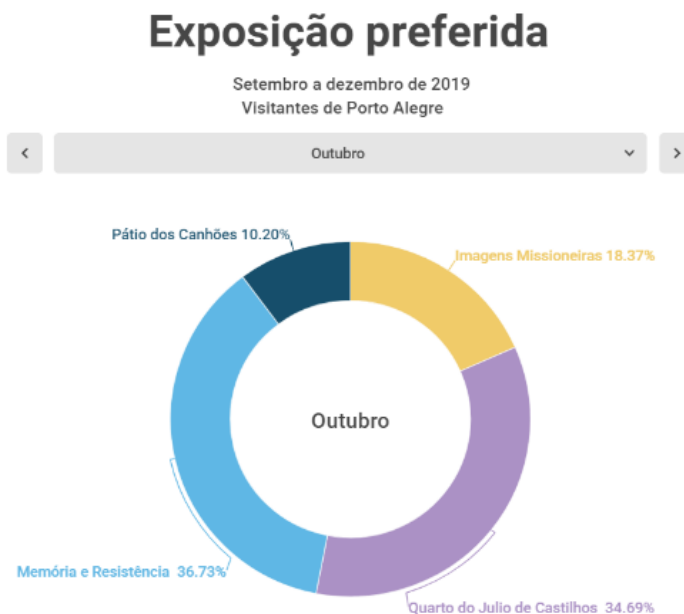 Exposição preferida
Setembro a dezembro de 2019
Visitantes de Porto Alegre
Outubro
Pátio dos Canhões 10.20%
Imagens Missioneiras 18.37%
Outubro
Memória e Resistência 36.73%
Quarto do Julio de Castilhos 34.69%